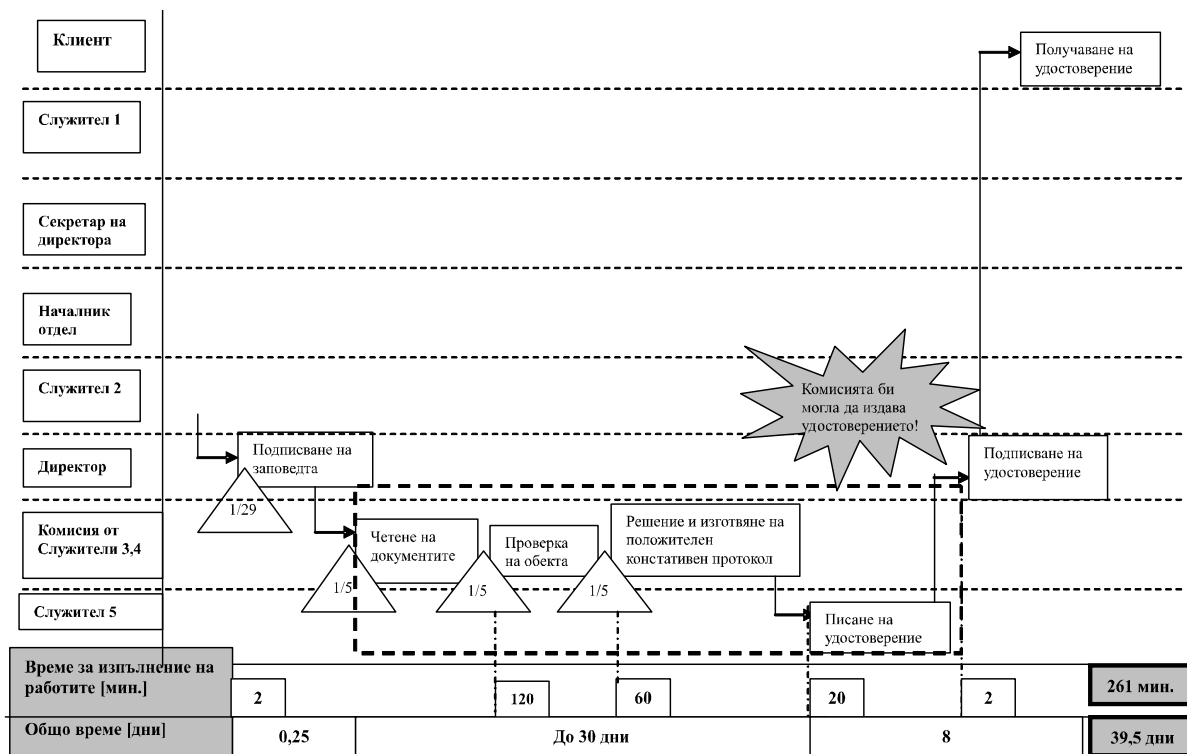 Клиент
Получаване на
удостоверение
Служител 1
Секретар на
директора
Началник
отдел
Служител 2
Комисията би
могла да издава
удостоверението!
Директор
Подписване на
заповедта
1/29
Подписване на
удостоверение
Комисия от
Служители 3,4
Четене на
документите
Проверка
на обекта
Решение и изготвяне на
положителен
констативен протокол
1/5
1/5
1/5
Служител 5
Писане на
удостоверение
Време за изпълнение на
работите [мин.]
2
120
60
20
2
261 мин.
Общо време [дни]
0,25
До 30 дни
8
39,5 дни